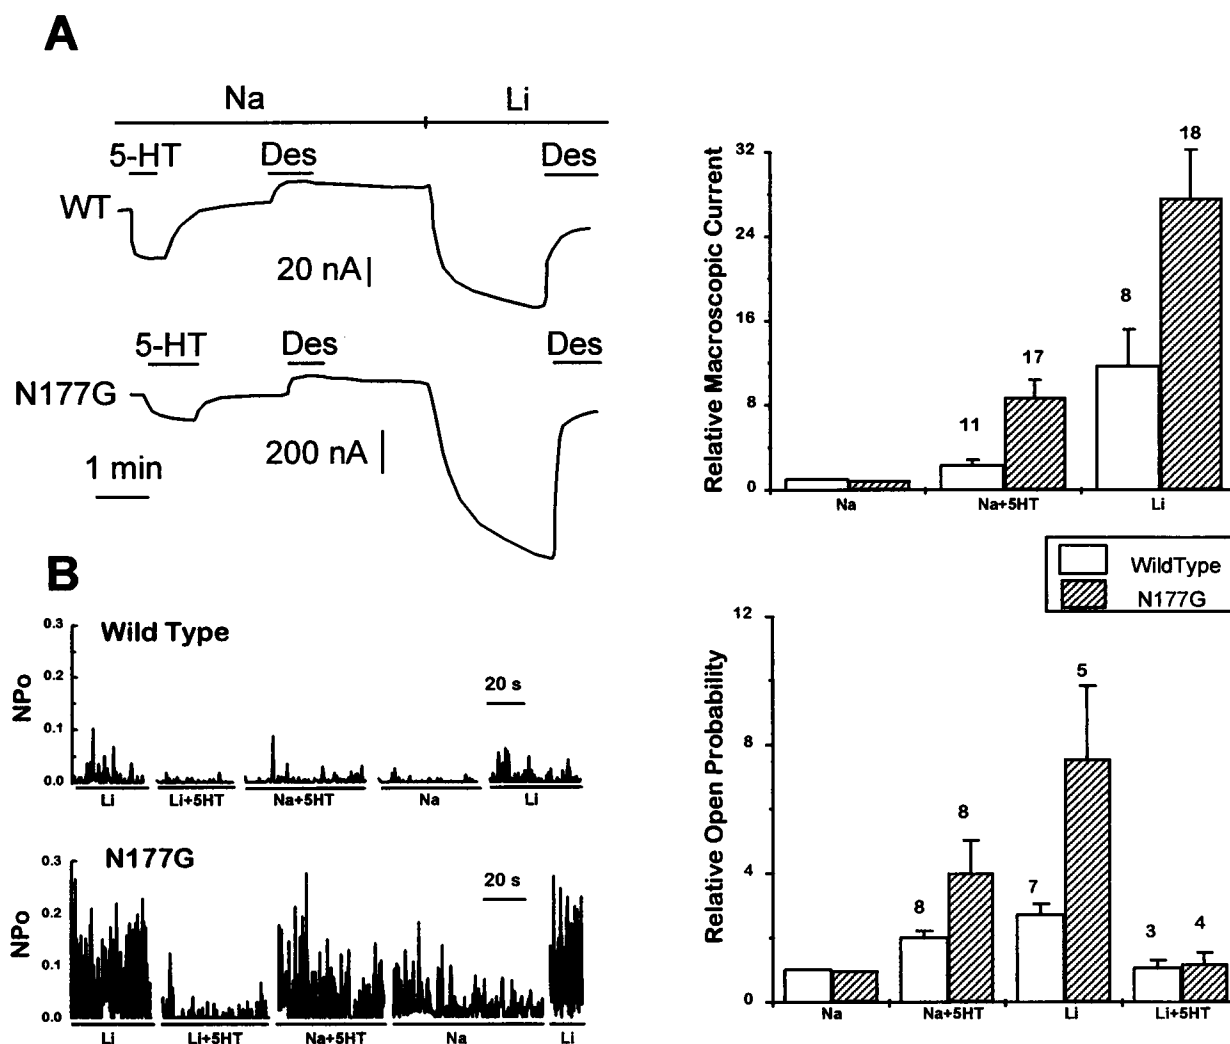 A
Na Li
5-HT Des Des
WT
20 nA
5-HT Des Des
N177G
200 nA
1 min
Relative Macroscopic Current
32
24
16
8
0
11
17
8
18
Na Na+5HT Li
WildType
N177G
B
Wild Type
NPo
0.3
0.2
0.1
0.0
20 s
Li Li+5HT Na+5HT Na Li
N177G
NPo
0.3
0.2
0.1
0.0
20 s
Li Li+5HT Na+5HT Na Li
Relative Open Probability
12
8
4
0
8
8
7
5
3
4
Na Na+5HT Li Li+5HT